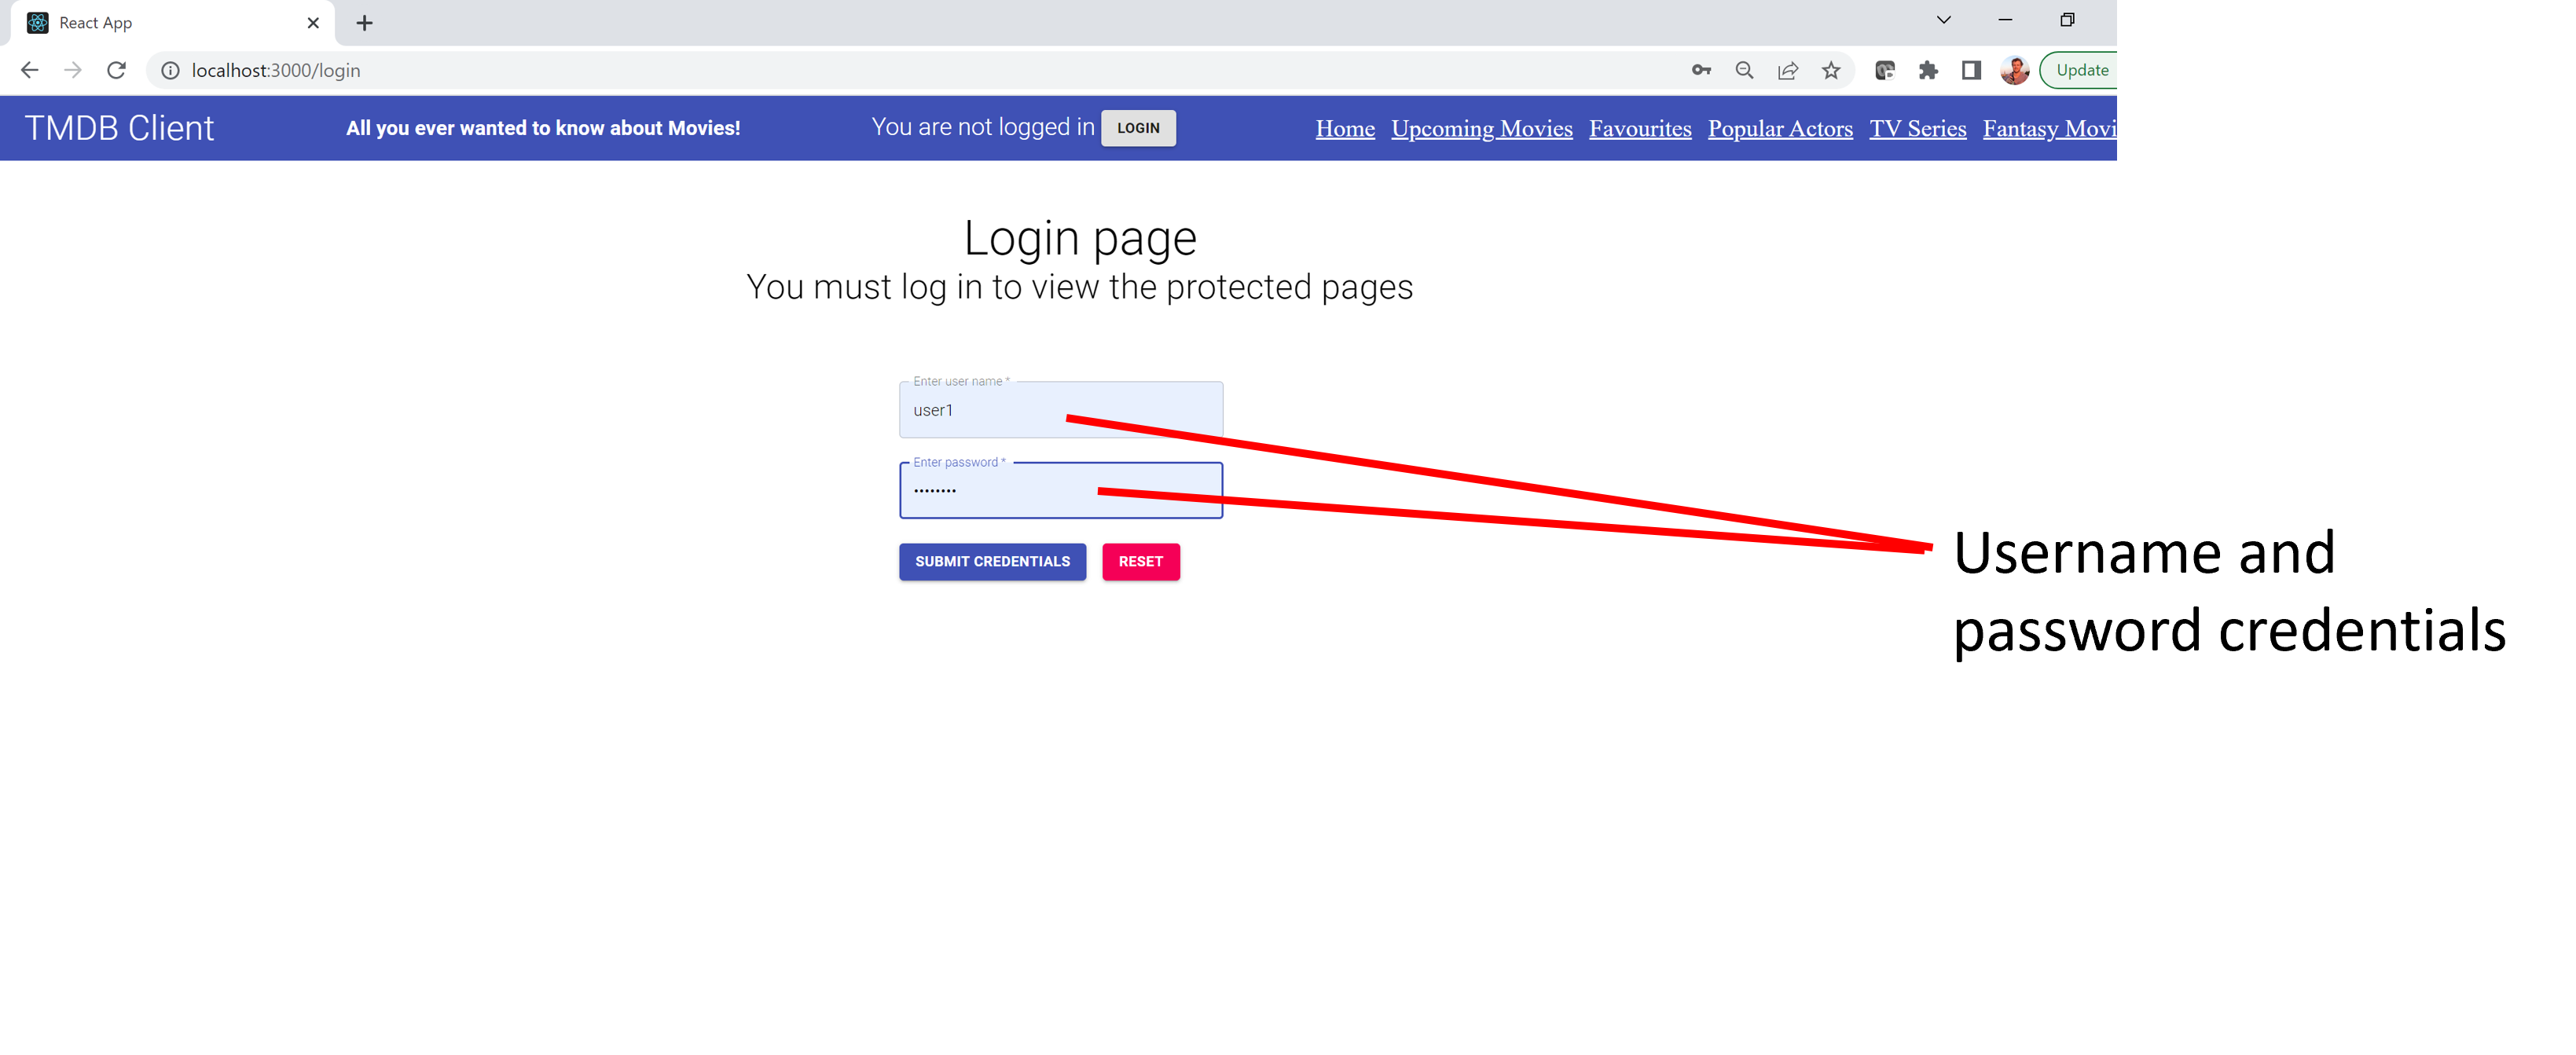 React App
localhost:3000/login
Update
TMDB Client
All you ever wanted to know about Movies!
You are not logged in LOGIN
Home Upcoming Movies Favourites Popular Actors TV Series Fantasy Movi
Login page
You must log in to view the protected pages
Enter user name *
user1
Enter password *
••••••••
SUBMIT CREDENTIALS RESET
Username and
password credentials